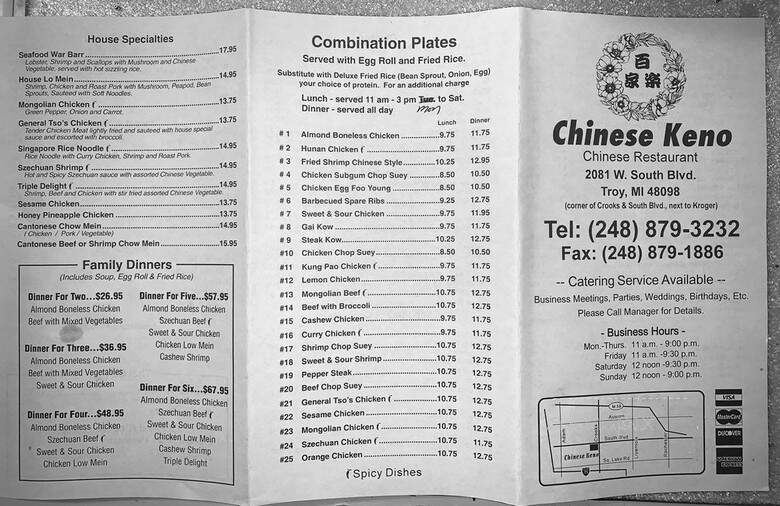 House Specialties
Seafood War Barr 17.95
Lobster, Shrimp and Scallops with Mushroom and Chinese
Vegetable, served with hot sizzling rice.
House Lo Mein 14.95
Shrimp, Chicken and Roast Pork with Mushroom, Peapod, Bean
Sprouts, Sauteed with Soft Noodles.
Mongolian Chicken 13.75
Green Pepper, Onion and Carrot.
General Tso's Chicken 13.75
Tender Chicken Meat lightly fried and sauteed with house special
sauce and escorted with broccoli.
Singapore Rice Noodle 14.95
Rice Noodle with Curry Chicken, Shrimp and Roast Pork.
Szechuan Shrimp 14.95
Hot and Spicy Szechuan sauce with assorted Chinese Vegetable.
Triple Delight 14.95
Shrimp, Beef and Chicken with stir fried assorted Chinese Vegetable.
Sesame Chicken 13.75
Honey Pineapple Chicken 13.75
Cantonese Chow Mein 14.95
(Chicken / Pork / Vegetable)
Cantonese Beef or Shrimp Chow Mein 15.95
Family Dinners
(Includes Soup, Egg Roll & Fried Rice)
Dinner For Two...$26.95
Almond Boneless Chicken
Beef with Mixed Vegetables
Dinner For Three...$36.95
Almond Boneless Chicken
Beef with Mixed Vegetables
Sweet & Sour Chicken
Dinner For Four...$48.95
Almond Boneless Chicken
Szechuan Beef
Sweet & Sour Chicken
Chicken Low Mein
Dinner For Five...$57.95
Almond Boneless Chicken
Szechuan Beef
Sweet & Sour Chicken
Chicken Low Mein
Cashew Shrimp
Dinner For Six...$67.95
Almond Boneless Chicken
Szechuan Beef
Sweet & Sour Chicken
Chicken Low Mein
Cashew Shrimp
Triple Delight
Combination Plates
Served with Egg Roll and Fried Rice.
Substitute with Deluxe Fried Rice (Bean Sprout, Onion, Egg)
your choice of protein. For an additional charge
Lunch - served 11 am - 3 pm Tue. to Sat.
Dinner - served all day Mon
Lunch Dinner
# 1 Almond Boneless Chicken 9.75 11.75
# 2 Hunan Chicken 9.75 11.75
# 3 Fried Shrimp Chinese Style 10.25 12.95
# 4 Chicken Subgum Chop Suey 8.50 10.50
# 5 Chicken Egg Foo Young 8.50 10.50
# 6 Barbecued Spare Ribs 9.25 12.75
# 7 Sweet & Sour Chicken 9.75 11.95
# 8 Gai Kow 9.75 11.75
# 9 Steak Kow 10.25 12.75
#10 Chicken Chop Suey 8.50 10.50
#11 Kung Pao Chicken 9.75 11.75
#12 Lemon Chicken 9.75 11.75
#13 Mongolian Beef 10.75 12.75
#14 Beef with Broccoli 10.75 12.75
#15 Cashew Chicken 9.75 11.75
#16 Curry Chicken 9.75 11.75
#17 Shrimp Chop Suey 10.75 12.75
#18 Sweet & Sour Shrimp 10.75 12.75
#19 Pepper Steak 10.75 12.75
#20 Beef Chop Suey 10.75 12.75
#21 General Tso's Chicken 10.75 12.75
#22 Sesame Chicken 10.75 12.75
#23 Mongolian Chicken 10.75 12.75
#24 Szechuan Chicken 10.75 11.75
#25 Orange Chicken 10.75 12.75
Spicy Dishes
百
家 樂
Chinese Keno
Chinese Restaurant
2081 W. South Blvd.
Troy, MI 48098
(corner of Crooks & South Blvd., next to Kroger)
Tel: (248) 879-3232
Fax: (248) 879-1886
-- Catering Service Available --
Business Meetings, Parties, Weddings, Birthdays, Etc.
Please Call Manager for Details.
- Business Hours -
Mon.-Thurs. 11 a.m. - 9:00 p.m.
Friday 11 a.m. -9:30 p.m.
Saturday 12 noon - 9:30 p.m.
Sunday 12 noon - 9:00 p.m.
M 59
Auburn
Adams
Crooks
Livernois
South Blvd
Chinese Keno
Sq. Lake Rd.
VISA
MasterCard
DISCOVER
AMERICAN EXPRESS